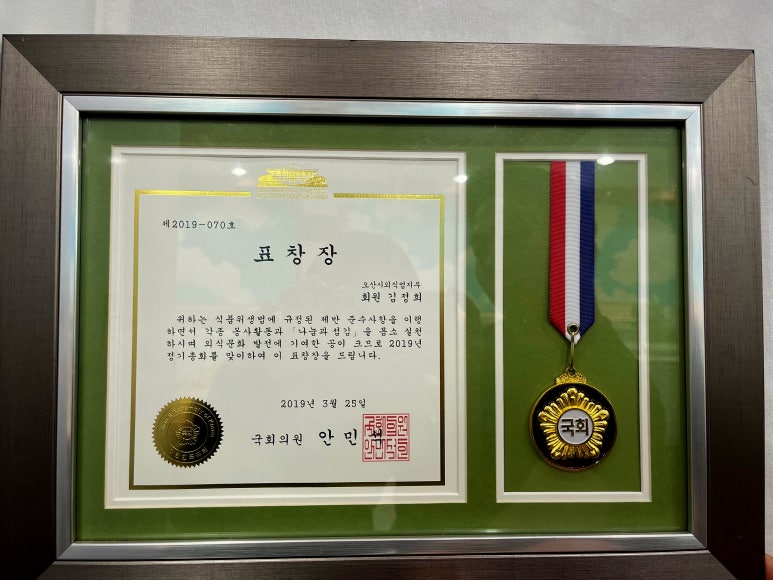 제2019-070호
표창장
오산시외식업지부
회원 김정희
귀하는 식품위생법에 규정된 제반 준수사항을 이행
하면서 각종 봉사활동과 「나눔과 섬김」을 몸소 실천
하시며 외식문화 발전에 기여한 공이 크므로 2019년
정기총회를 맞이하여 이 표창장을 드립니다.
2019년 3월 25일
국회의원 안민석
국회